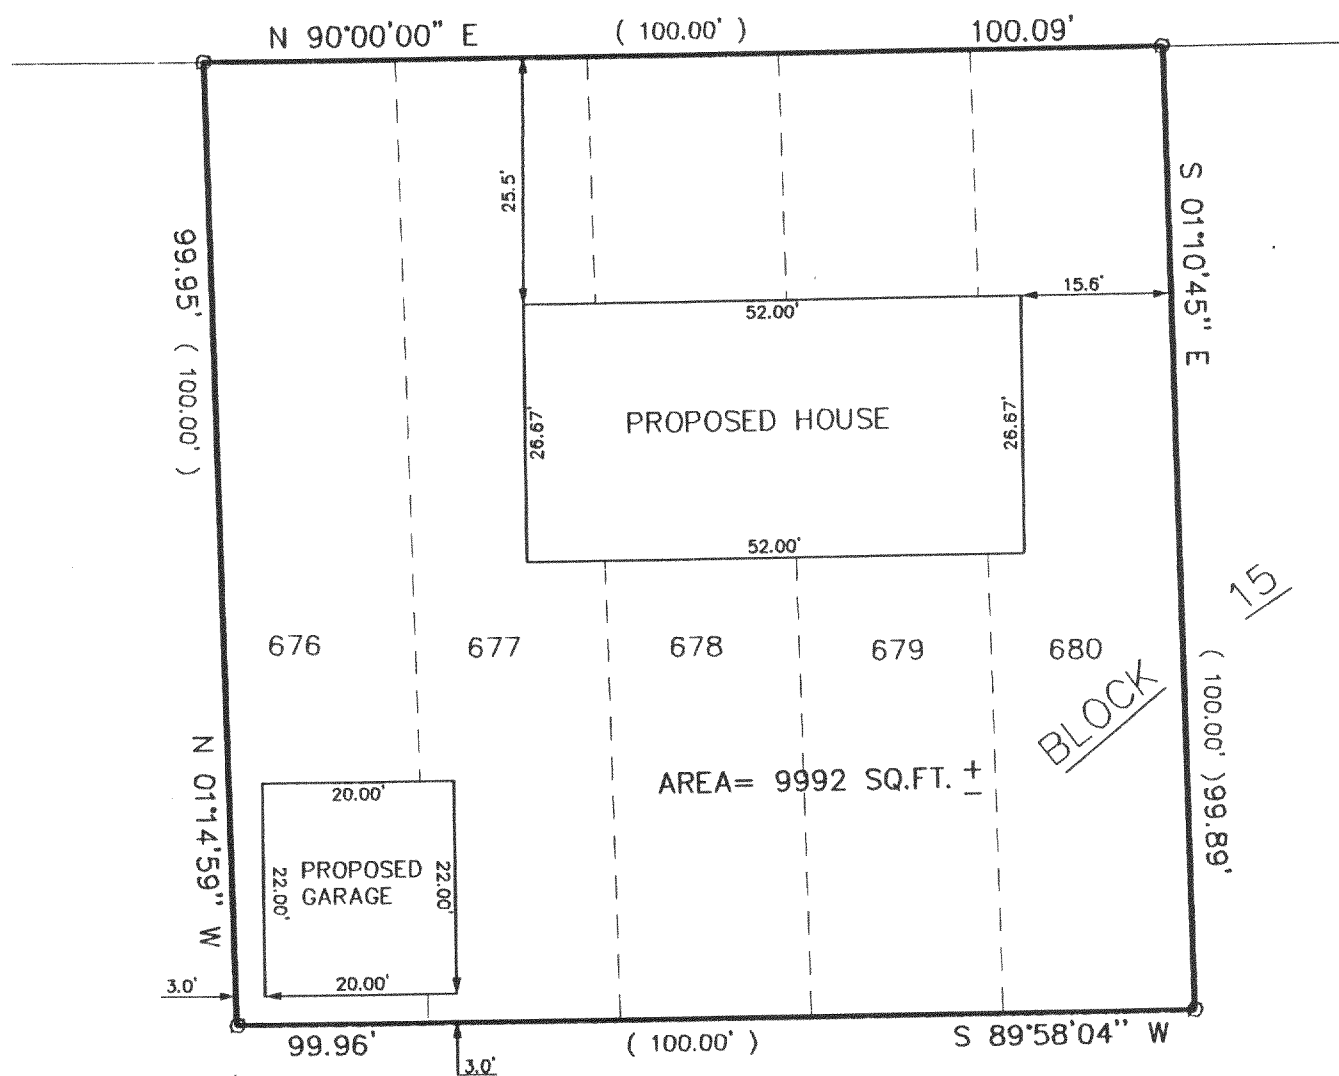 N 90°00'00" E ( 100.00' ) 100.09'
25.5'
S 01°10'45" E
99.95' ( 100.00' )
15.6'
52.00'
26.67'
PROPOSED HOUSE
26.67'
52.00'
15
676 677 678 679 680
BLOCK
( 100.00' ) 99.89'
N 01°14'59" W
AREA= 9992 SQ.FT. ±
20.00'
22.00'
PROPOSED
GARAGE
22.00'
20.00'
3.0'
99.96' ( 100.00' ) S 89°58'04" W
3.0'